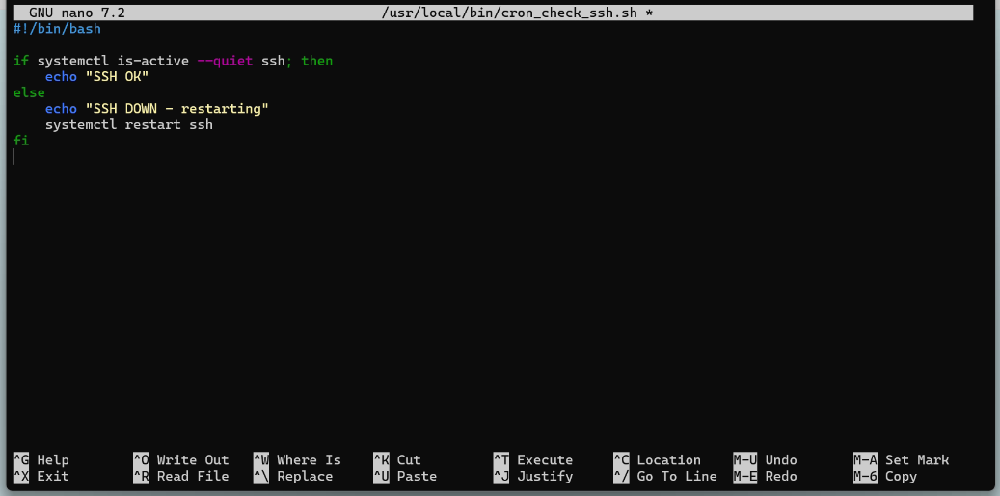 GNU nano 7.2 /usr/local/bin/cron_check_ssh.sh *
#!/bin/bash
if systemctl is-active --quiet ssh; then
    echo "SSH OK"
else
    echo "SSH DOWN - restarting"
    systemctl restart ssh
fi
^G Help ^O Write Out ^W Where Is ^K Cut ^T Execute ^C Location M-U Undo M-A Set Mark
^X Exit ^R Read File ^\ Replace ^U Paste ^J Justify ^/ Go To Line M-E Redo M-6 Copy